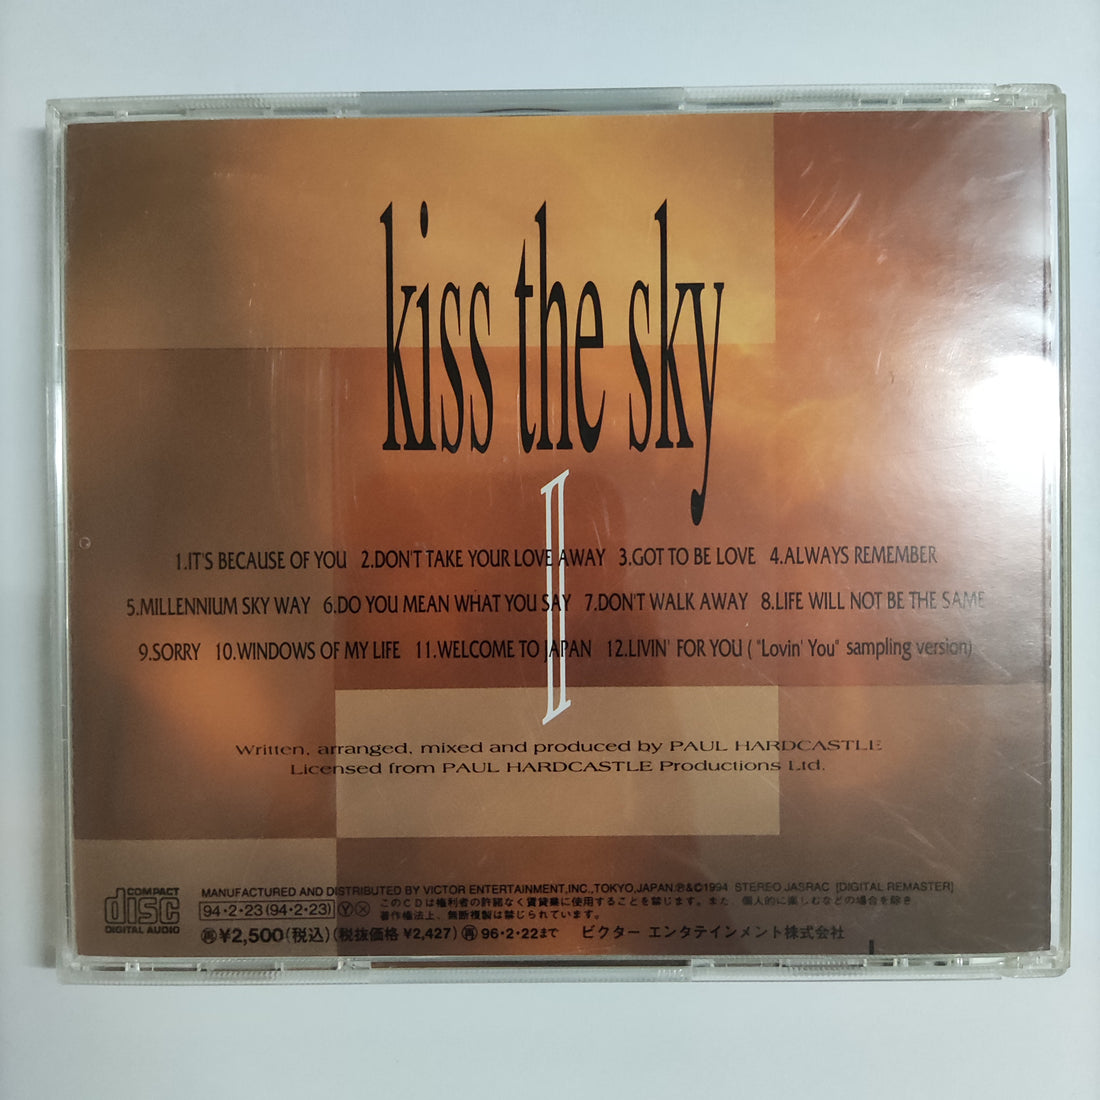 kiss the sky
II
1.IT'S BECAUSE OF YOU 2.DON'T TAKE YOUR LOVE AWAY 3.GOT TO BE LOVE 4.ALWAYS REMEMBER
5.MILLENNIUM SKY WAY 6.DO YOU MEAN WHAT YOU SAY 7.DON'T WALK AWAY 8.LIFE WILL NOT BE THE SAME
9.SORRY 10.WINDOWS OF MY LIFE 11.WELCOME TO JAPAN 12.LIVIN' FOR YOU ( "Lovin' You" sampling version)
Written, arranged, mixed and produced by PAUL HARDCASTLE
Licensed from PAUL HARDCASTLE Productions Ltd.
COMPACT
disc
DIGITAL AUDIO
MANUFACTURED AND DISTRIBUTED BY VICTOR ENTERTAINMENT,INC.,TOKYO,JAPAN.℗&©1994 STEREO JASRAC [DIGITAL REMASTER]
94・2・23(94・2・23) Ⓨ Ⓧ
このCDは権利者の許諾なく賃貸業に使用することを禁じます。また、個人的に楽しむなどの場合を除き
著作権法上、無断複製は禁じられています。
㋐¥2,500(税込)(税抜価格 ¥2,427) ㋐96・2・22まで ビクター エンタテインメント株式会社